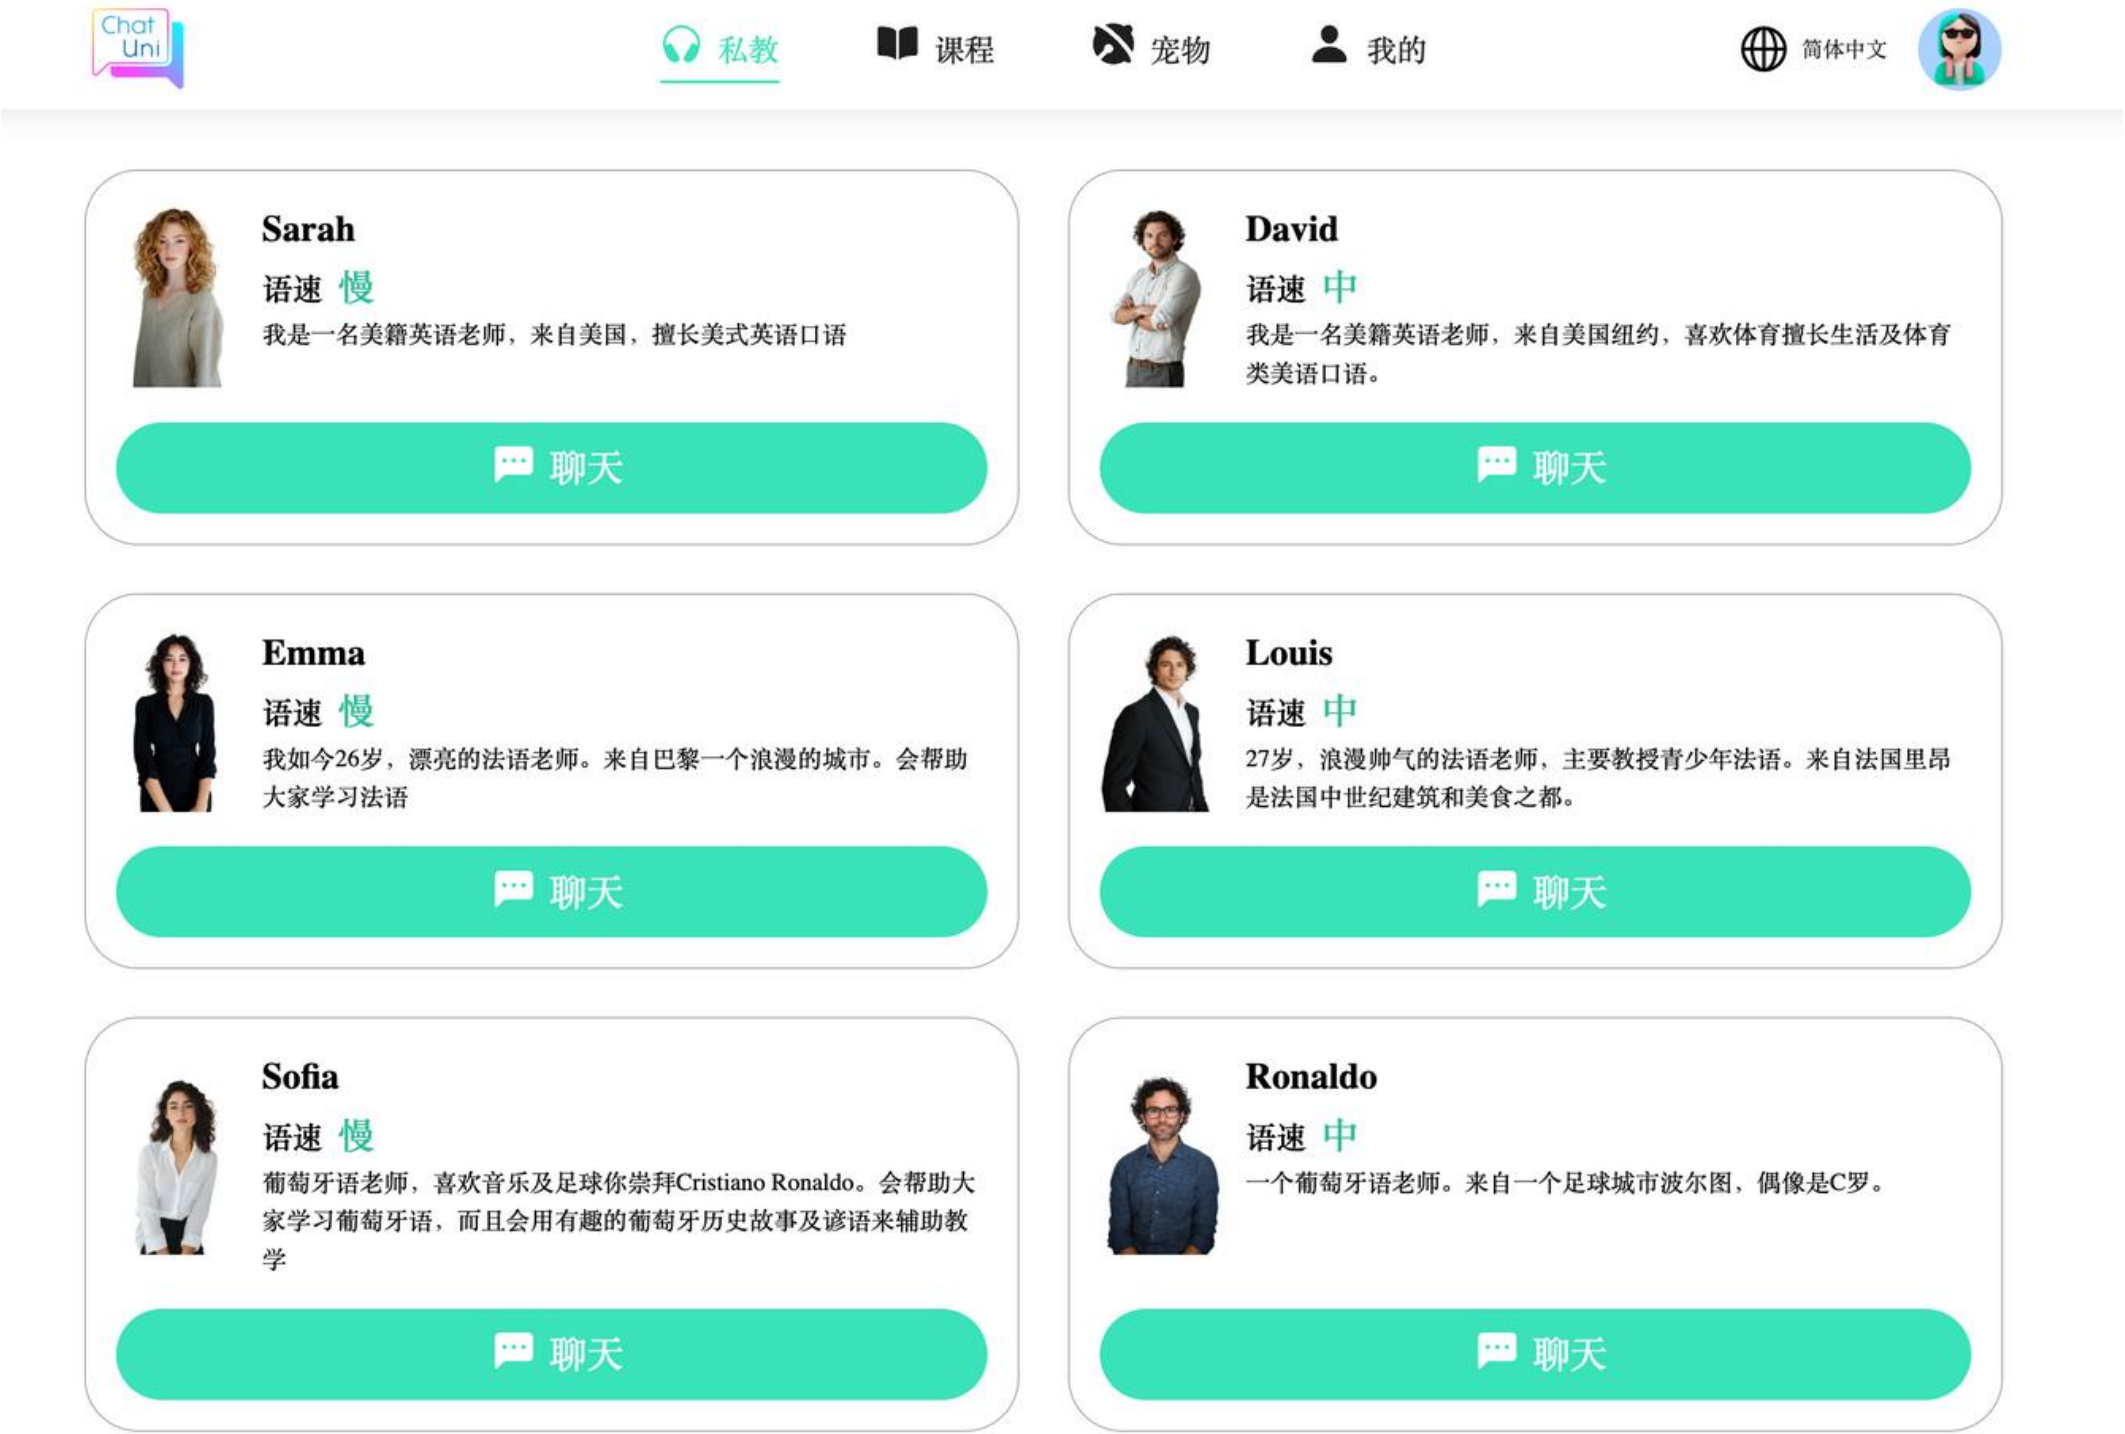 Chat
Uni
私教
课程
宠物
我的
简体中文
Sarah
语速 慢
我是一名美籍英语老师，来自美国，擅长美式英语口语
聊天
David
语速 中
我是一名美籍英语老师，来自美国纽约，喜欢体育擅长生活及体育
类美语口语。
聊天
Emma
语速 慢
我如今26岁，漂亮的法语老师。来自巴黎一个浪漫的城市。会帮助
大家学习法语
聊天
Louis
语速 中
27岁，浪漫帅气的法语老师，主要教授青少年法语。来自法国里昂
是法国中世纪建筑和美食之都。
聊天
Sofia
语速 慢
葡萄牙语老师，喜欢音乐及足球你崇拜Cristiano Ronaldo。会帮助大
家学习葡萄牙语，而且会用有趣的葡萄牙历史故事及谚语来辅助教
学
聊天
Ronaldo
语速 中
一个葡萄牙语老师。来自一个足球城市波尔图，偶像是C罗。
聊天